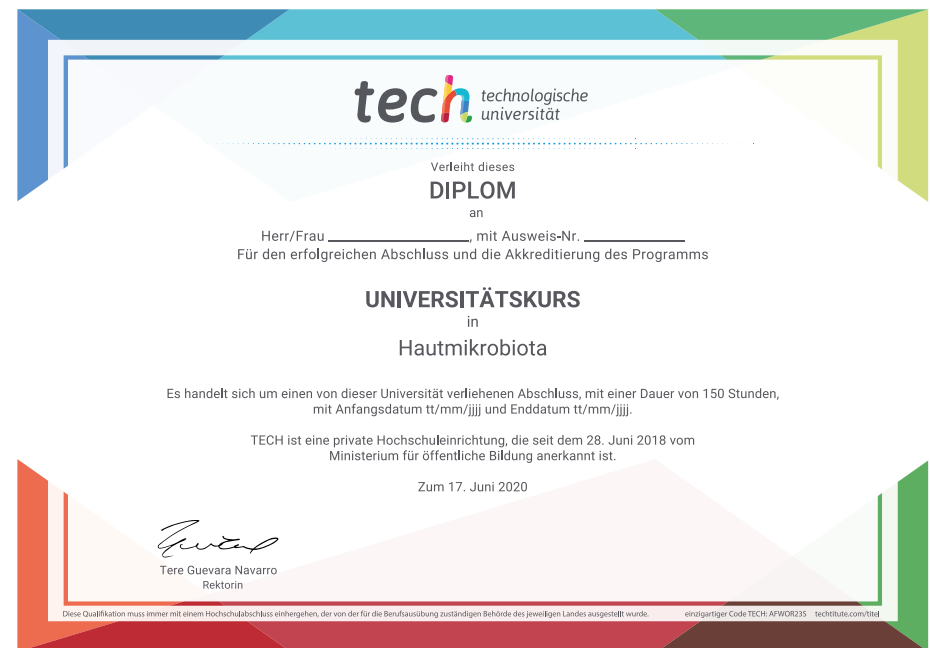 tech technologische
universität
Verleiht dieses
DIPLOM
an
Herr/Frau ____________________, mit Ausweis-Nr. ______________
Für den erfolgreichen Abschluss und die Akkreditierung des Programms
UNIVERSITÄTSKURS
in
Hautmikrobiota
Es handelt sich um einen von dieser Universität verliehenen Abschluss, mit einer Dauer von 150 Stunden,
mit Anfangsdatum tt/mm/jjjj und Enddatum tt/mm/jjjj.
TECH ist eine private Hochschuleinrichtung, die seit dem 28. Juni 2018 vom
Ministerium für öffentliche Bildung anerkannt ist.
Zum 17. Juni 2020
Tere Guevara Navarro
Rektorin
Diese Qualifikation muss immer mit einem Hochschulabschluss einhergehen, der von der für die Berufsausübung zuständigen Behörde des jeweiligen Landes ausgestellt wurde. einzigartiger Code TECH: AFWOR23S techtitute.com/titel